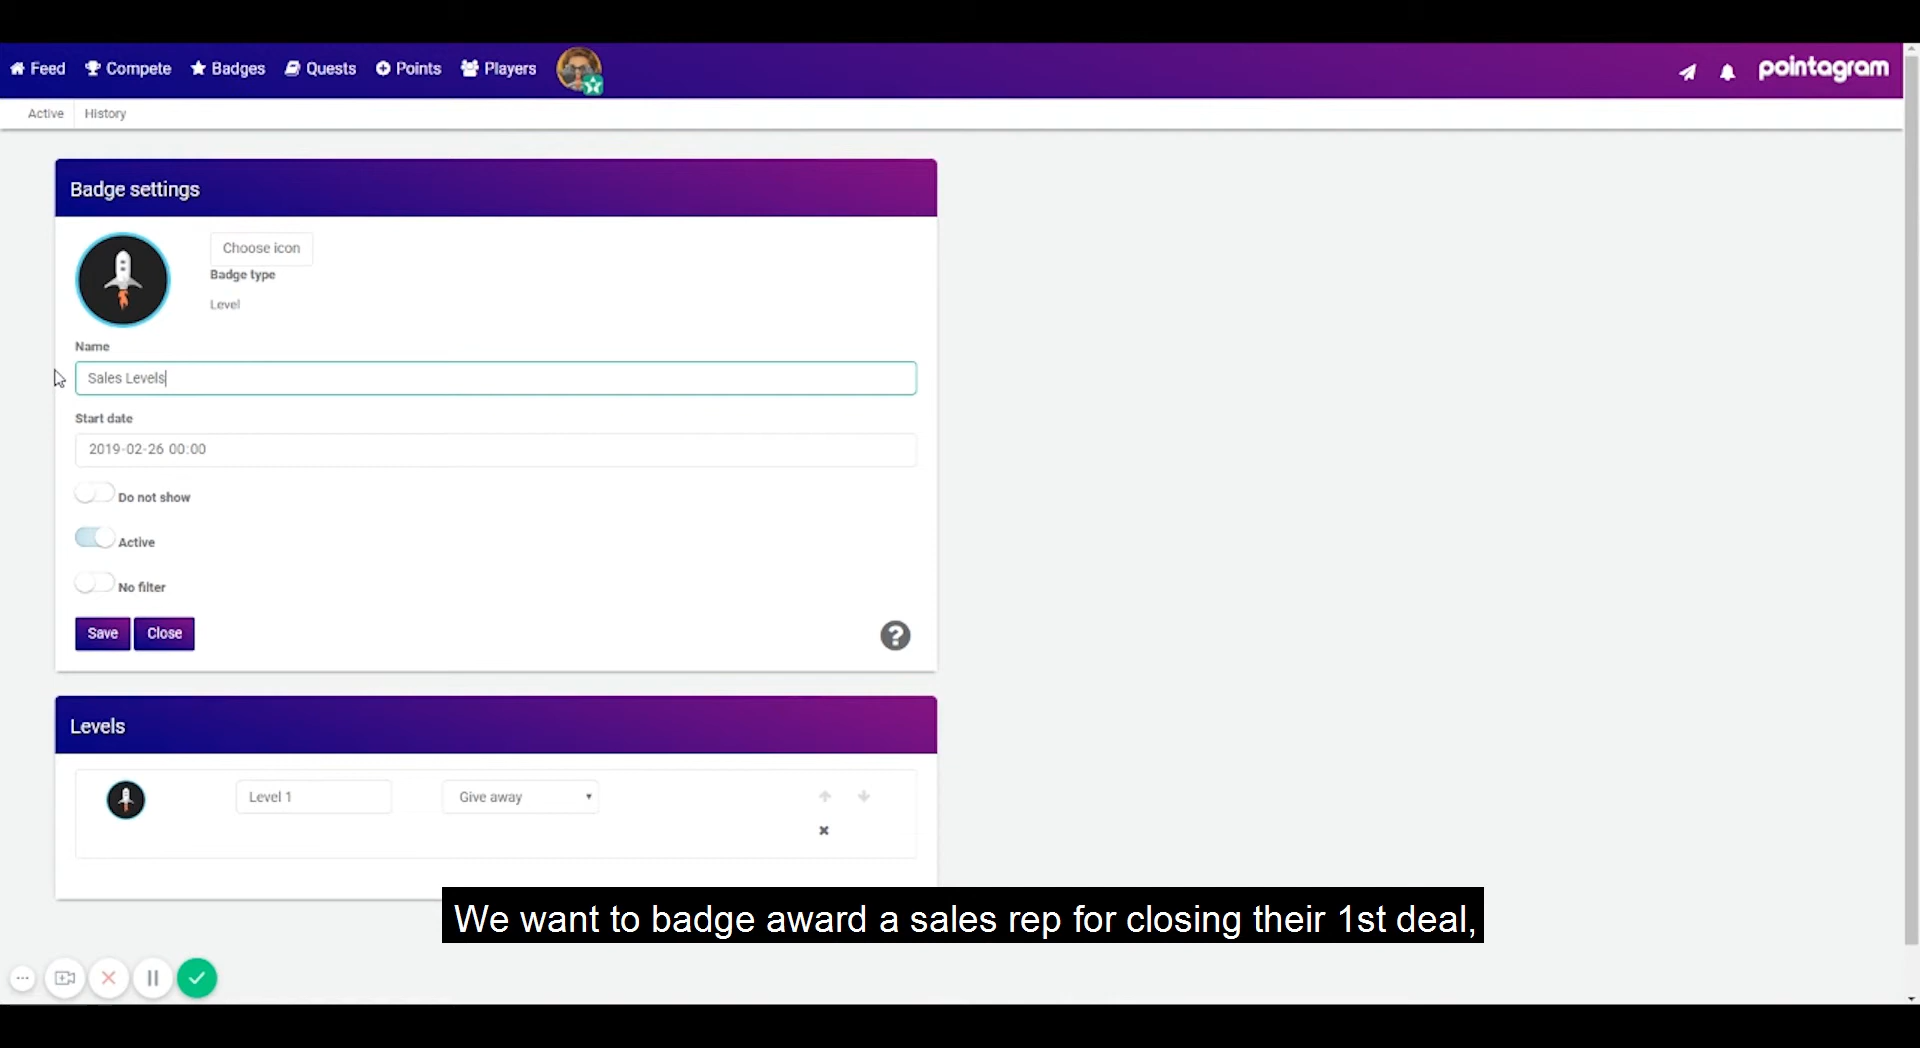 Feed Compete Badges Quests Points Players pointagram
Active History
Badge settings
Choose icon
Badge type
Level
Name
Sales Levels
Start date
2019-02-26 00:00
Do not show
Active
No filter
Save Close ?
Levels
Level 1 Give away
We want to badge award a sales rep for closing their 1st deal,